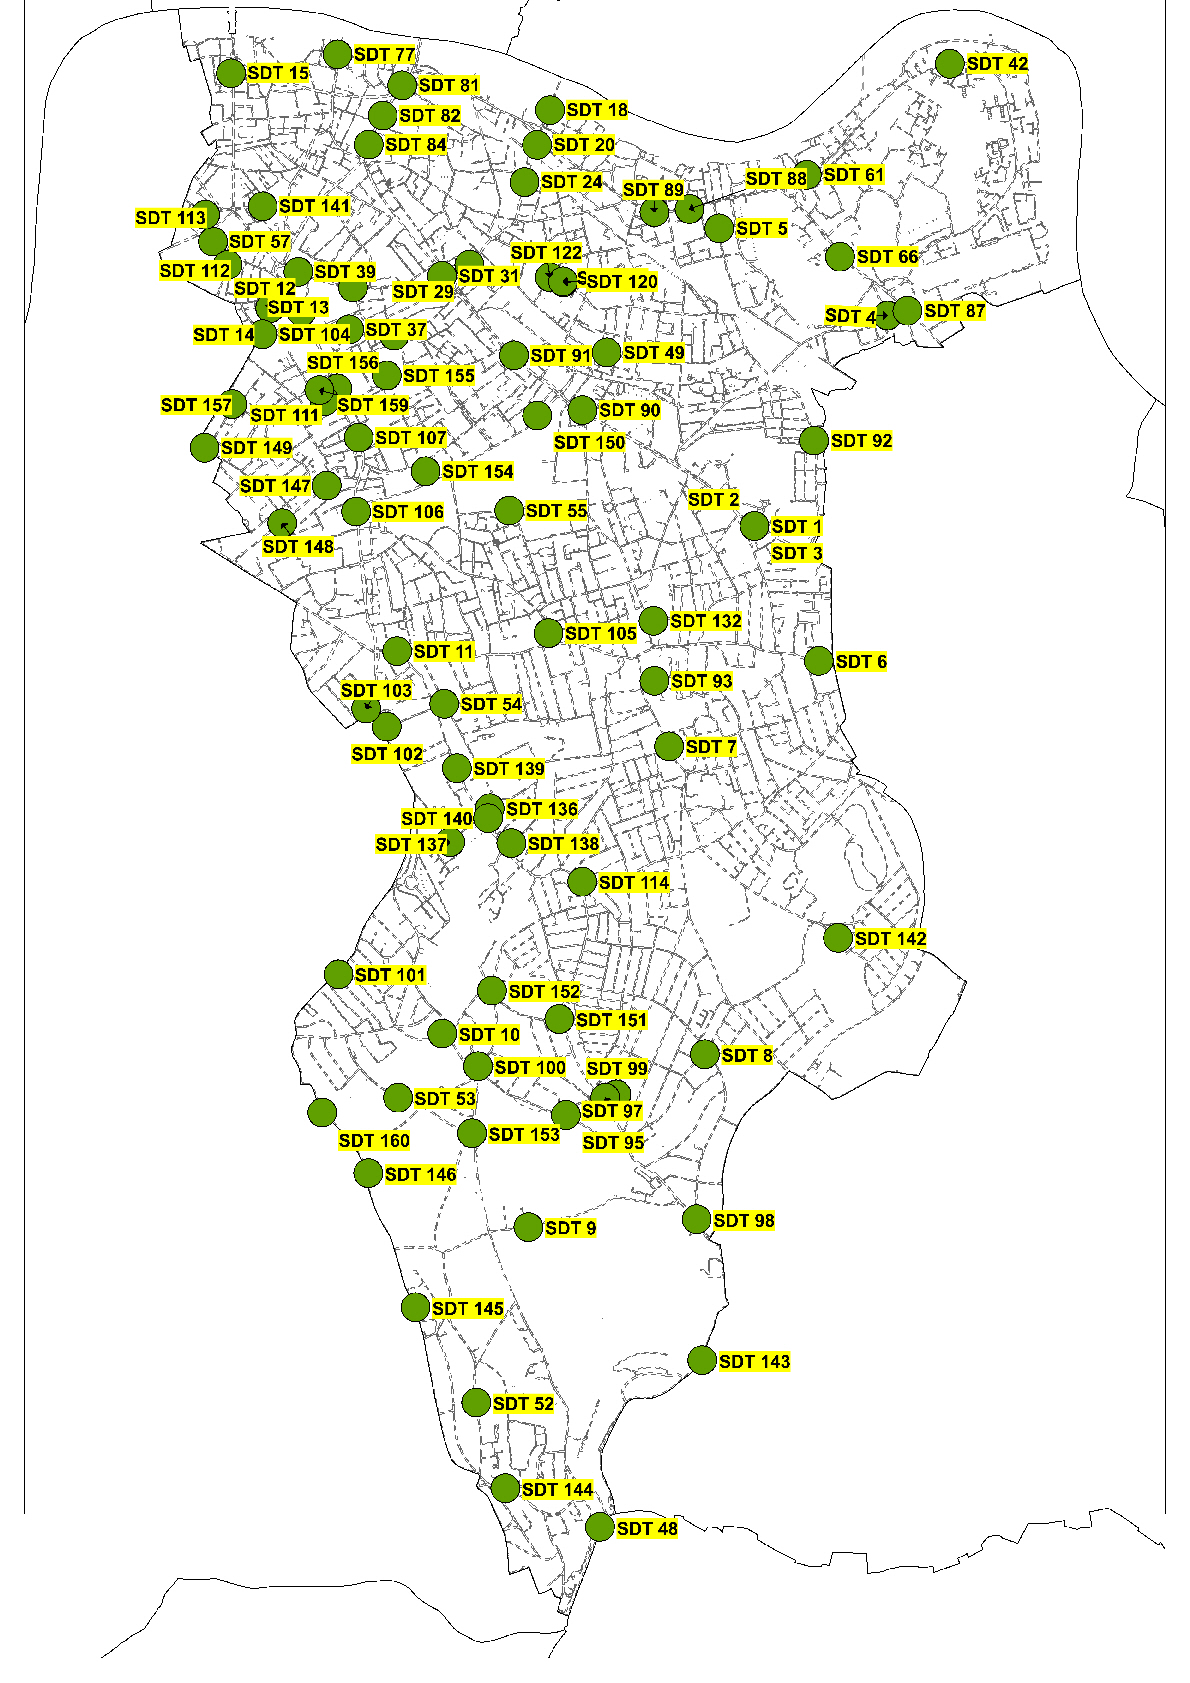 SDT 77
SDT 42
SDT 15
SDT 81
SDT 18
SDT 82
SDT 84
SDT 20
SDT 61
SDT 88
SDT 24
SDT 89
SDT 141
SDT 113
SDT 5
SDT 57
SDT 122
SDT 66
SDT 112
SDT 39
SDT 31
SDT 120
SDT 12
SDT 29
SDT 13
SDT 87
SDT 4
SDT 14
SDT 104
SDT 37
SDT 91
SDT 49
SDT 156
SDT 155
SDT 157
SDT 111
SDT 159
SDT 90
SDT 107
SDT 150
SDT 92
SDT 149
SDT 154
SDT 147
SDT 2
SDT 106
SDT 55
SDT 1
SDT 148
SDT 3
SDT 132
SDT 105
SDT 11
SDT 6
SDT 93
SDT 103
SDT 54
SDT 7
SDT 102
SDT 139
SDT 136
SDT 140
SDT 137
SDT 138
SDT 114
SDT 142
SDT 101
SDT 152
SDT 151
SDT 10
SDT 8
SDT 100
SDT 99
SDT 53
SDT 97
SDT 153
SDT 160
SDT 95
SDT 146
SDT 98
SDT 9
SDT 145
SDT 143
SDT 52
SDT 144
SDT 48